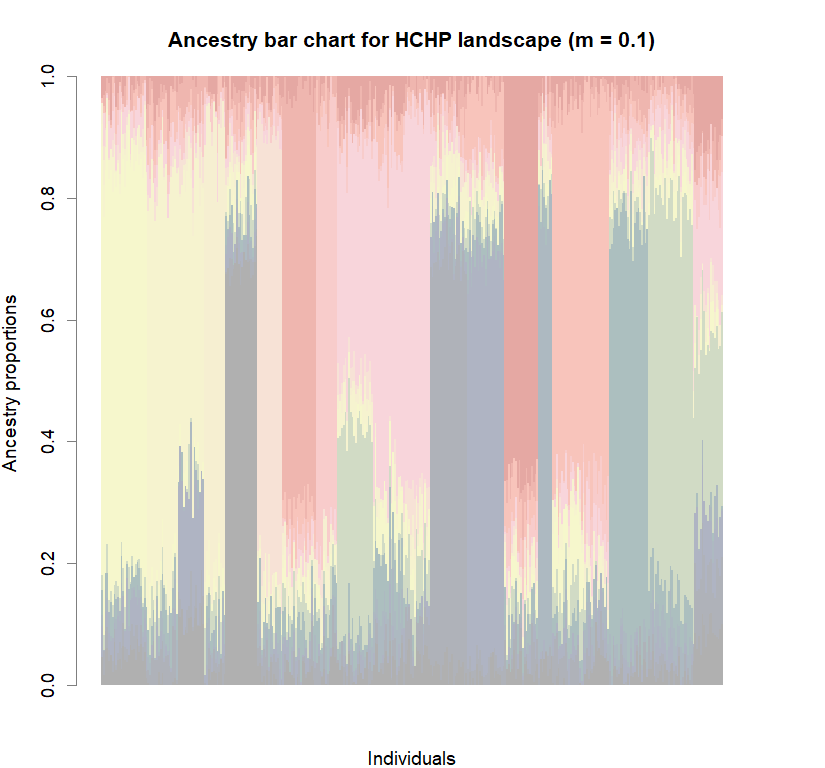 Ancestry bar chart for HCHP landscape (m = 0.1)
1.0
0.8
0.6
0.4
0.2
0.0
Ancestry proportions
Individuals